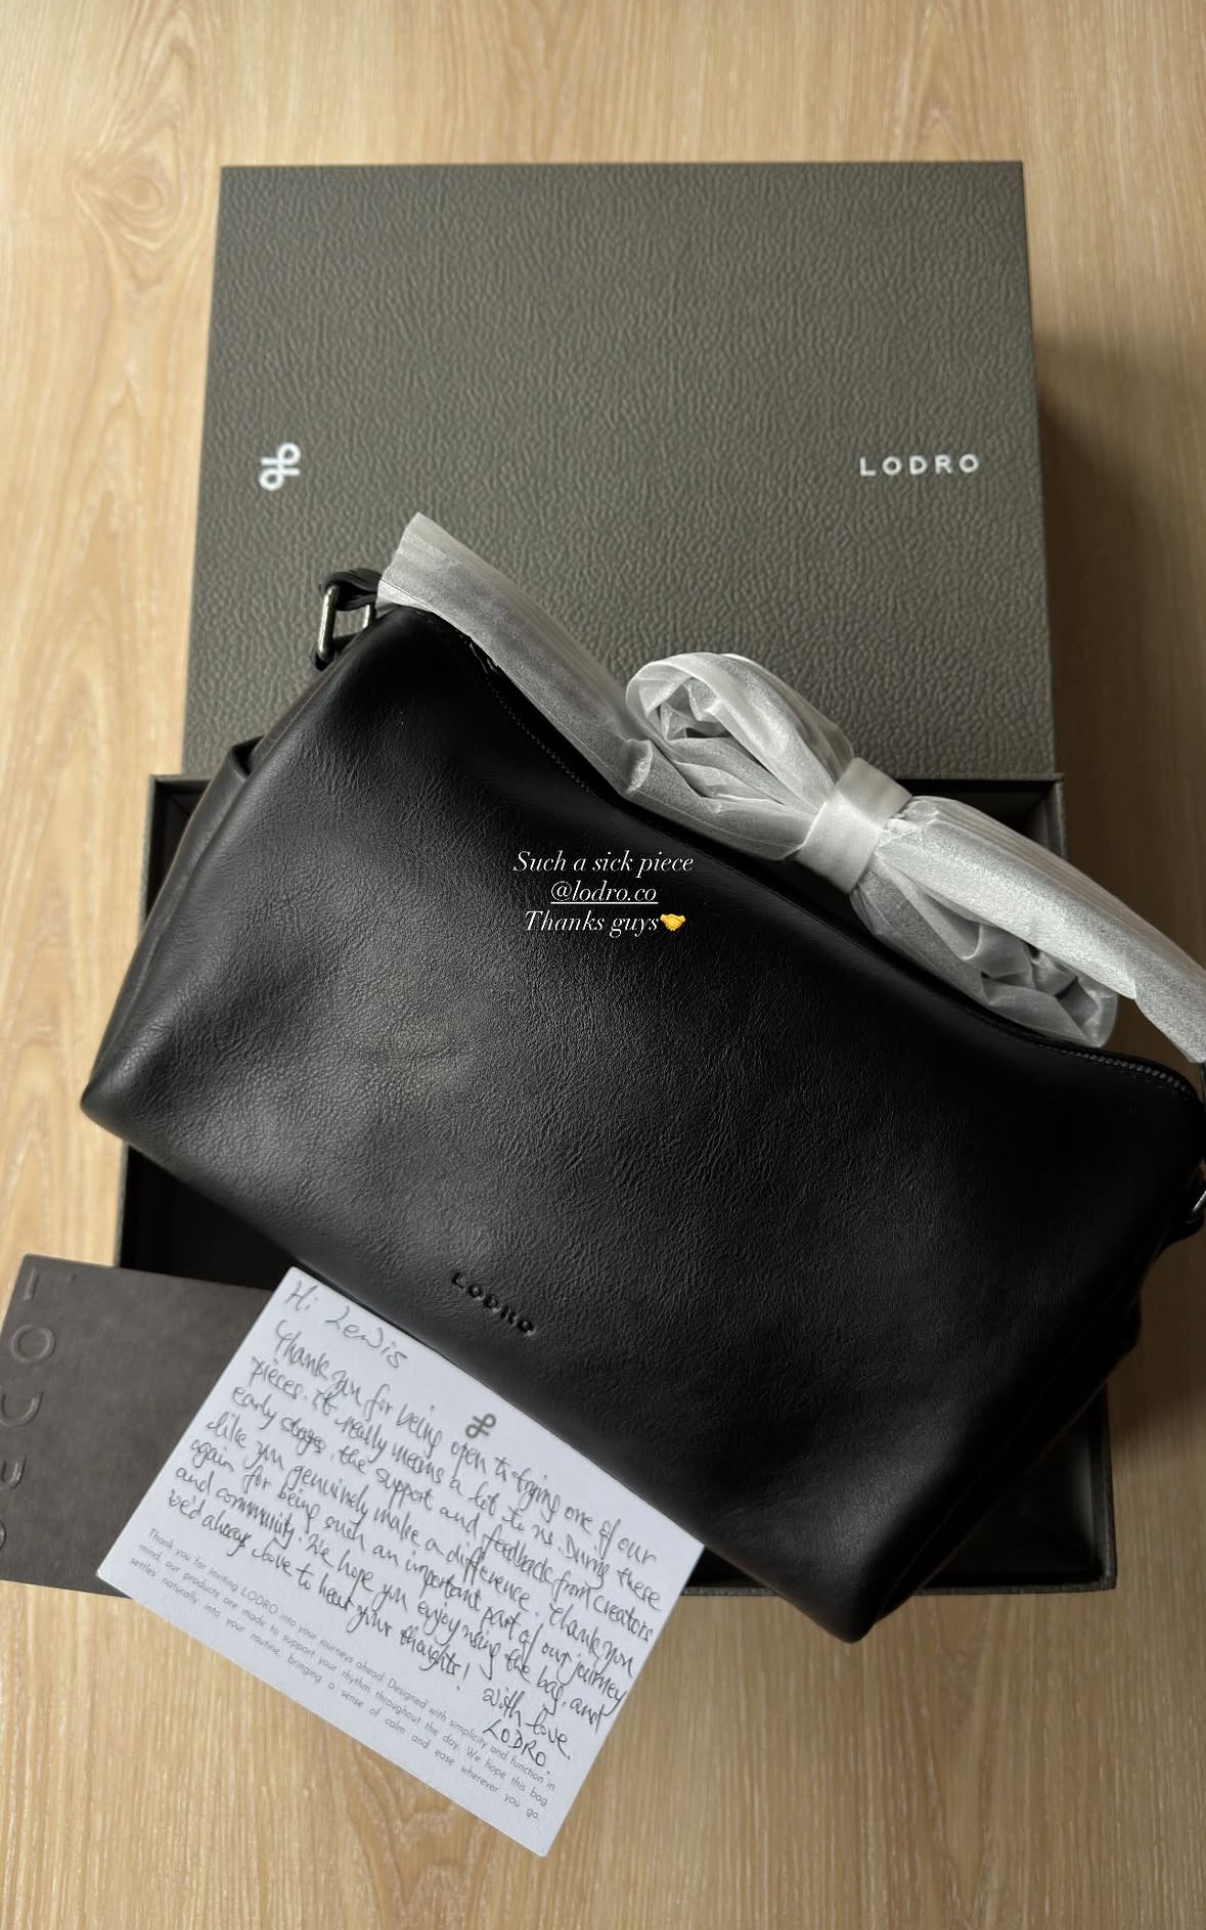 LODRO
Such a sick piece
@lodro.co
Thanks guys🤝
LODRO
Hi Lewis
Thank you for being open to trying one of our
pieces. It really means a lot to us. During these
early stages, the support and feedback from creators
like you genuinely make a difference. Thank you
again for being such an important part of our journey
and community. We hope you enjoy using the bag, and
we'd always love to hear your thoughts!
With love,
LODRO.
Thank you for inviting LODRO into your journeys ahead. Designed with simplicity and function in
mind, our products are made to support your rhythm throughout the day. We hope this bag
settles naturally into your routine, bringing a sense of calm and ease wherever you go.